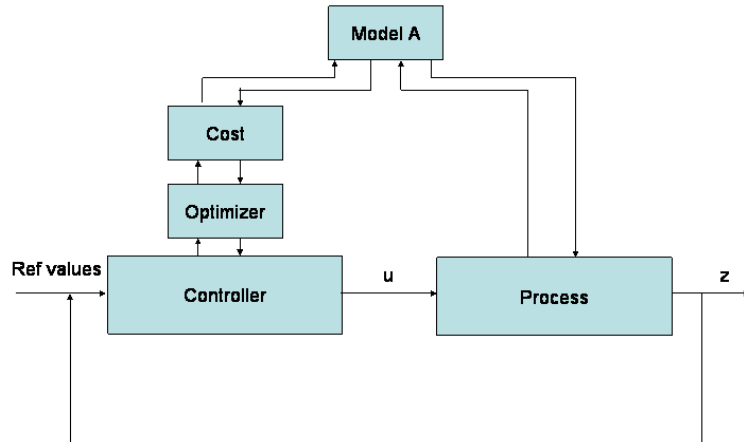 Model A
Cost
Optimizer
Ref values
Controller
u
Process
z